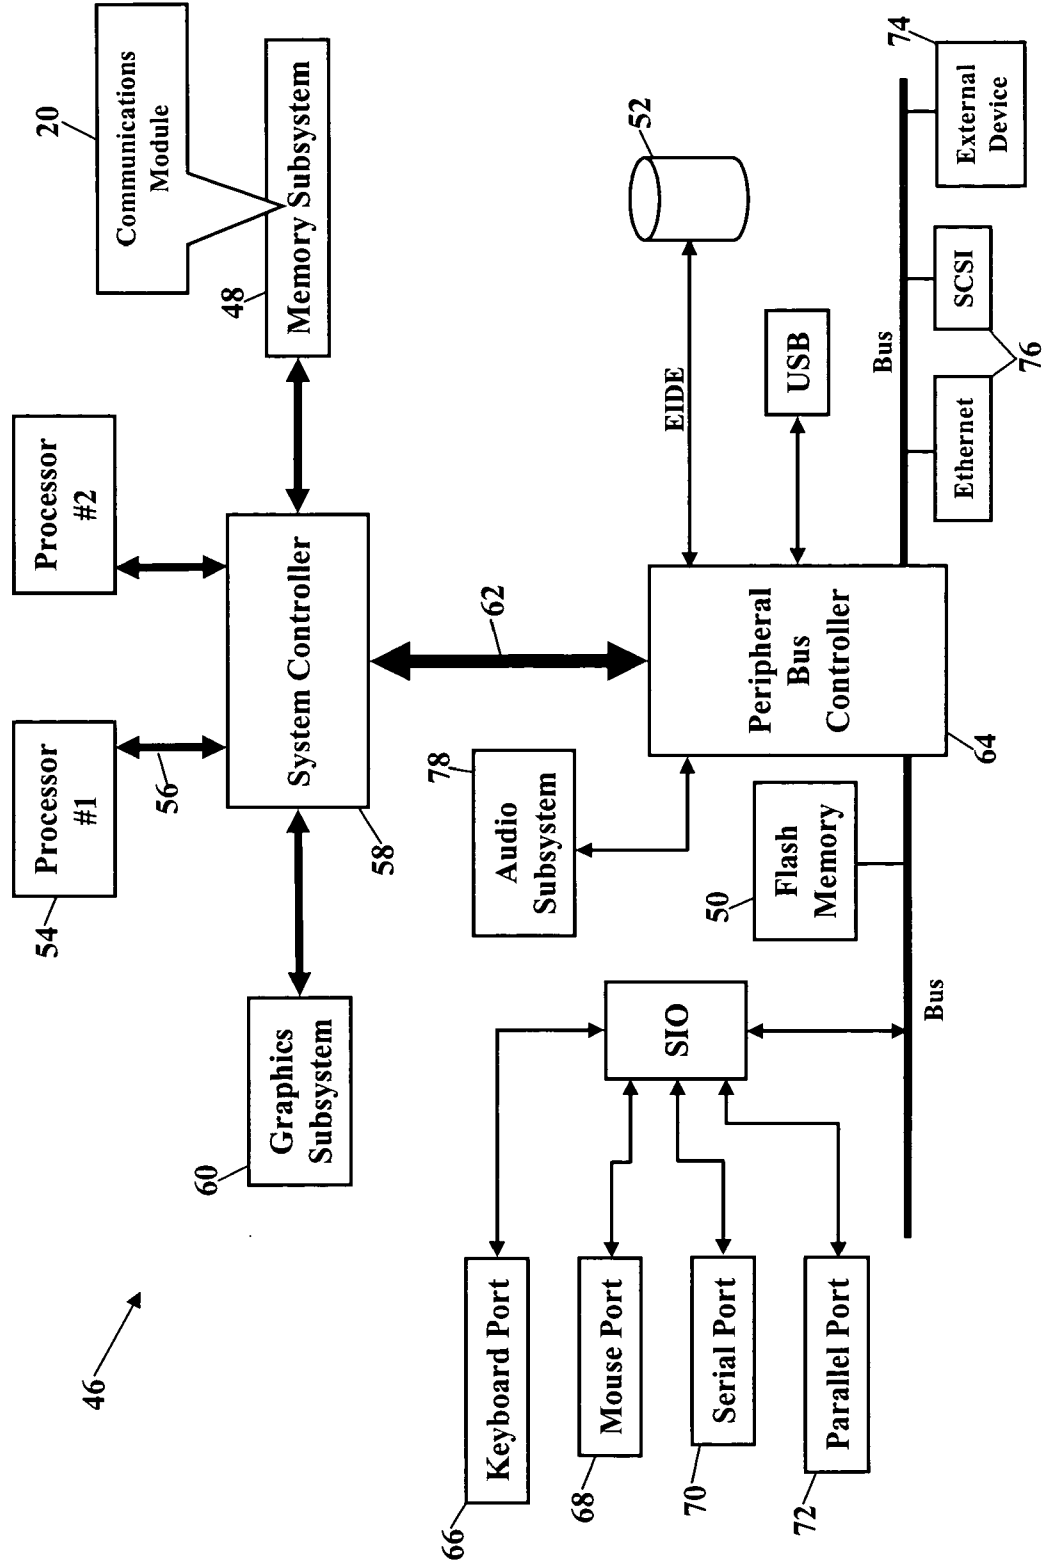 46
54
Processor
#1
56
Processor
#2
20
Communications
Module
60
Graphics
Subsystem
58
System Controller
48
Memory Subsystem
62
66
Keyboard Port
68
Mouse Port
70
Serial Port
72
Parallel Port
SIO
78
Audio
Subsystem
50
Flash
Memory
Bus
Peripheral
Bus
Controller
64
EIDE
52
USB
Bus
Ethernet
SCSI
76
External
Device
74